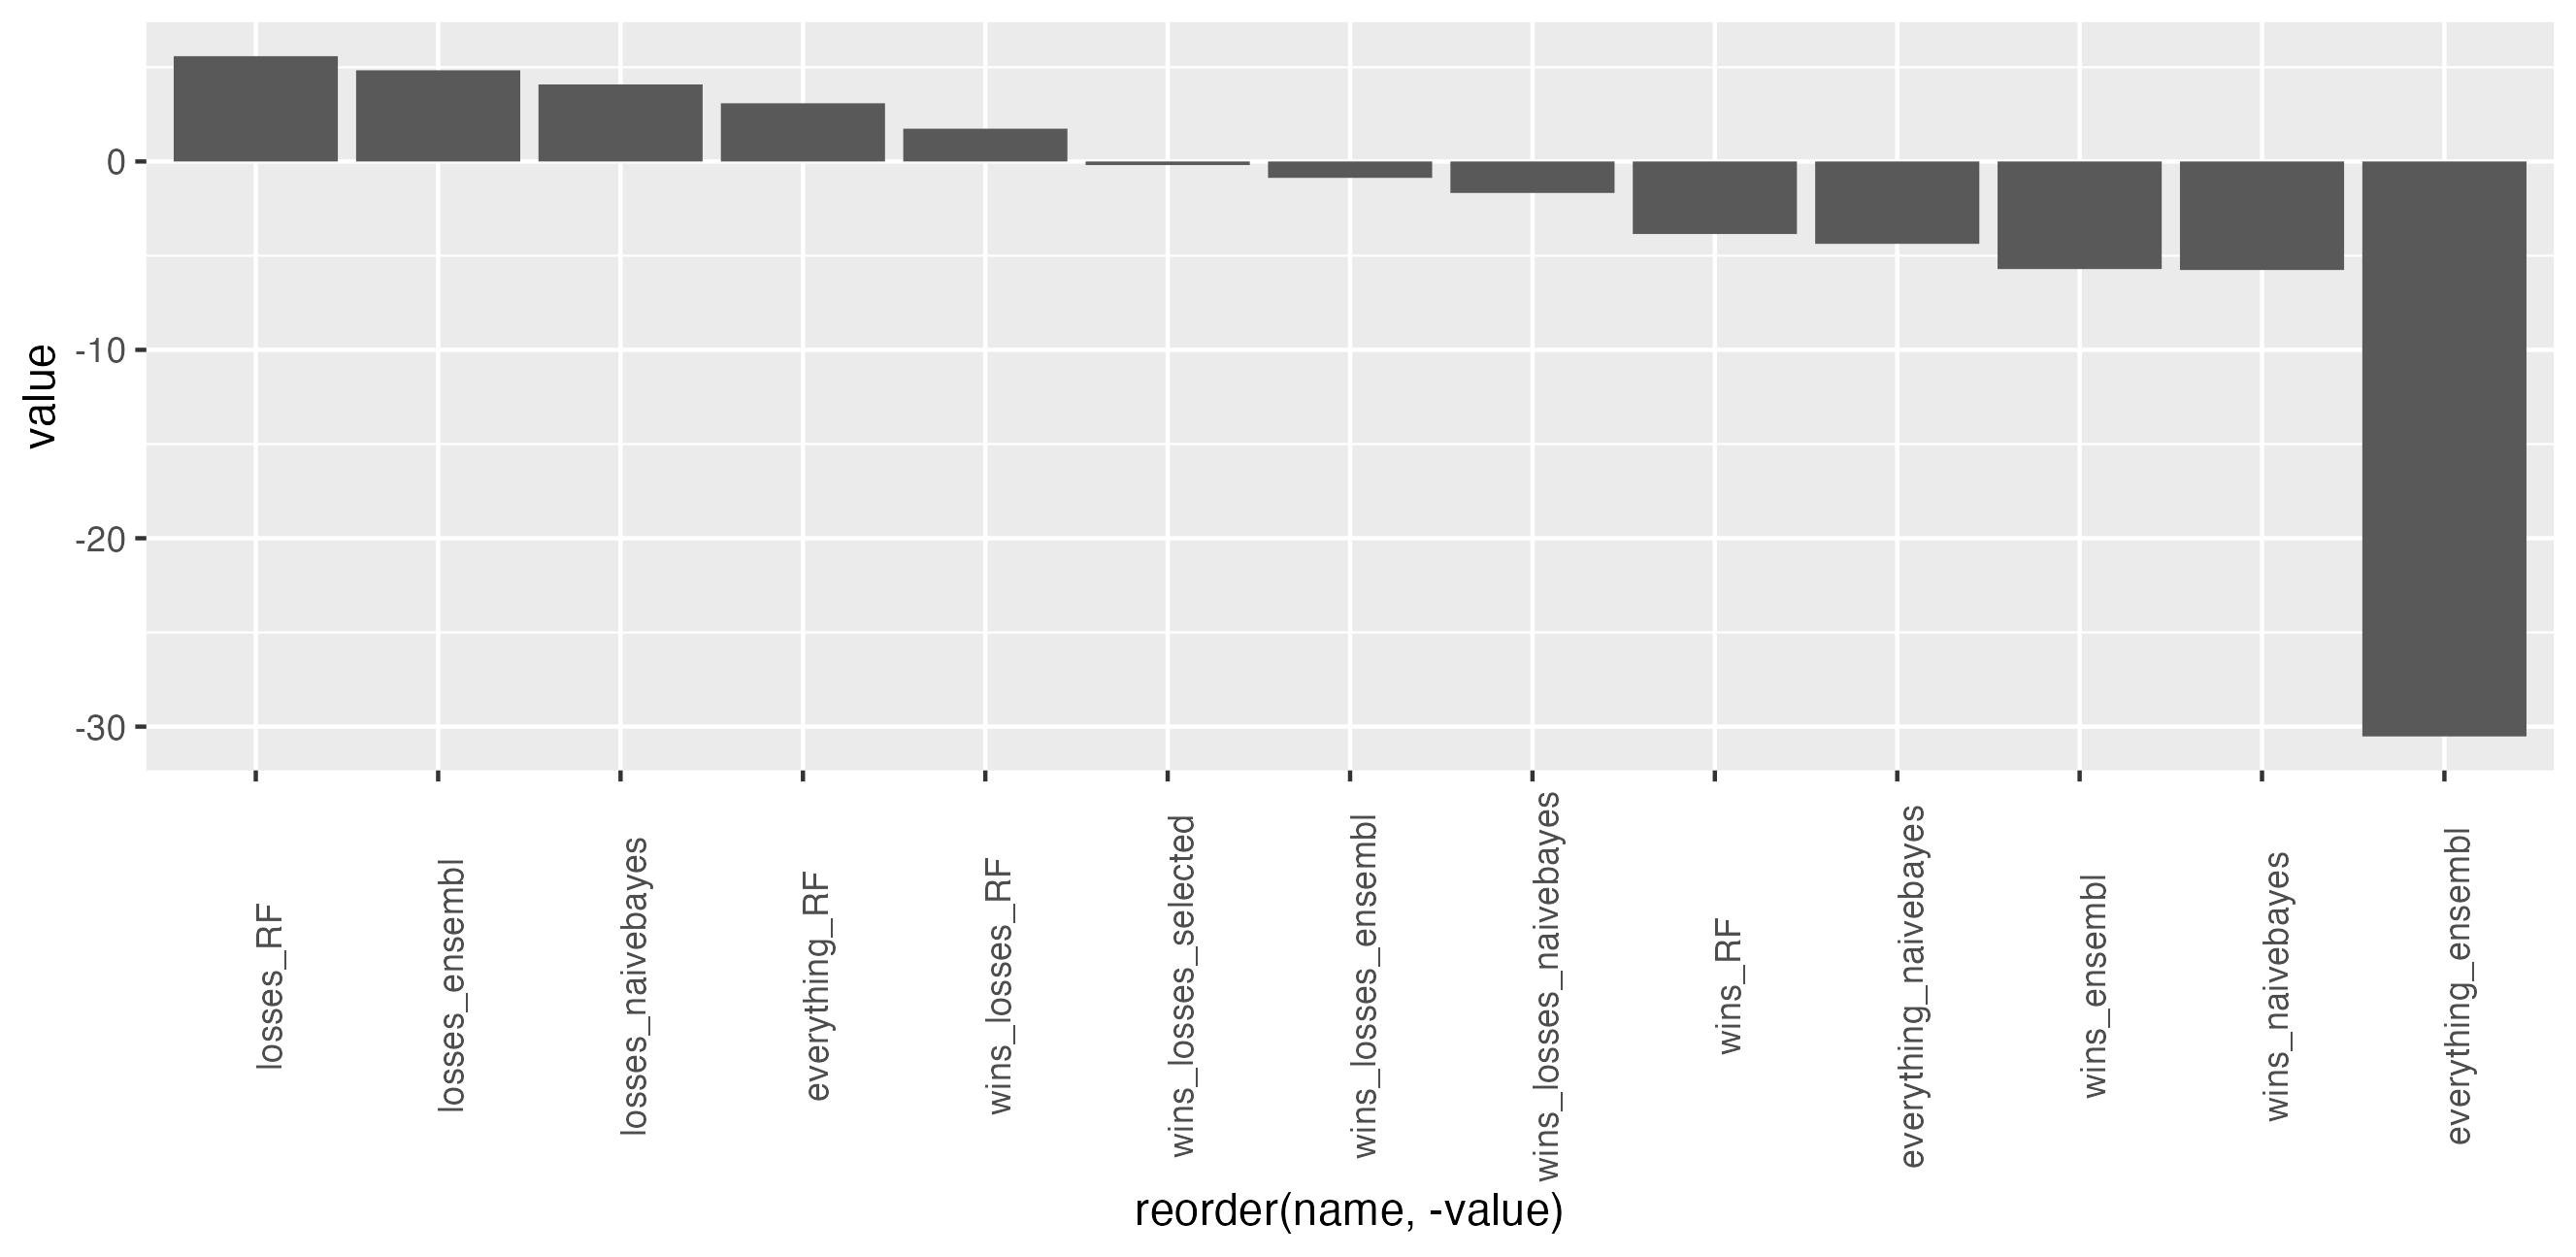 value
0
-10
-20
-30
losses_RF
losses_ensembl
losses_naivebayes
everything_RF
wins_losses_RF
wins_losses_selected
wins_losses_ensembl
wins_losses_naivebayes
wins_RF
everything_naivebayes
wins_ensembl
wins_naivebayes
everything_ensembl
reorder(name, -value)